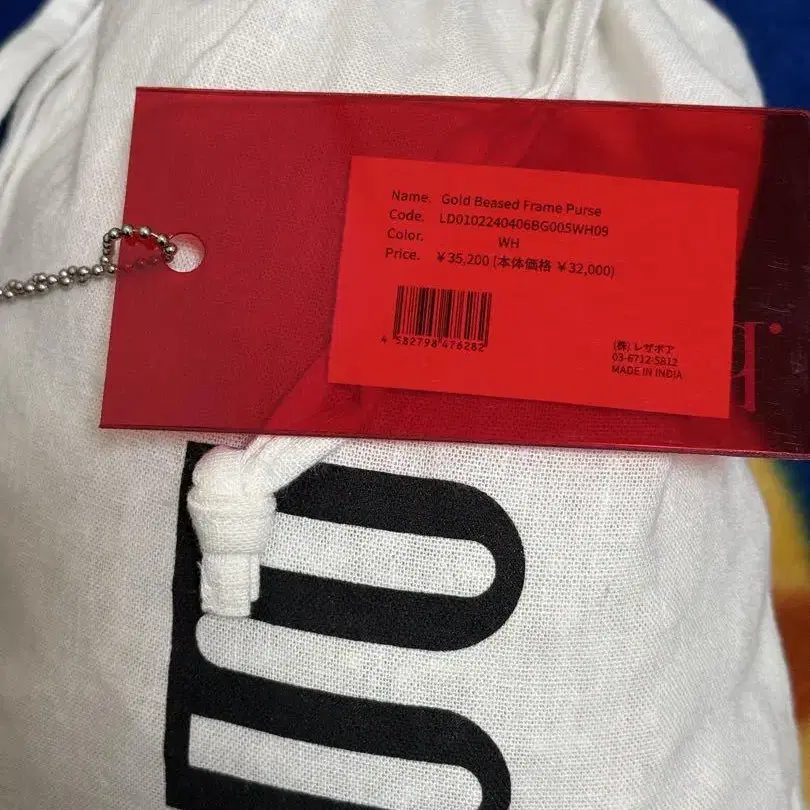 Name. Gold Beased Frame Purse
Code. LD0102240406BG005WH09
Color. WH
Price. ¥35,200 (本体価格 ¥32,000)
4 582798 476282
(株) レザボア
03-6712-5812
MADE IN INDIA